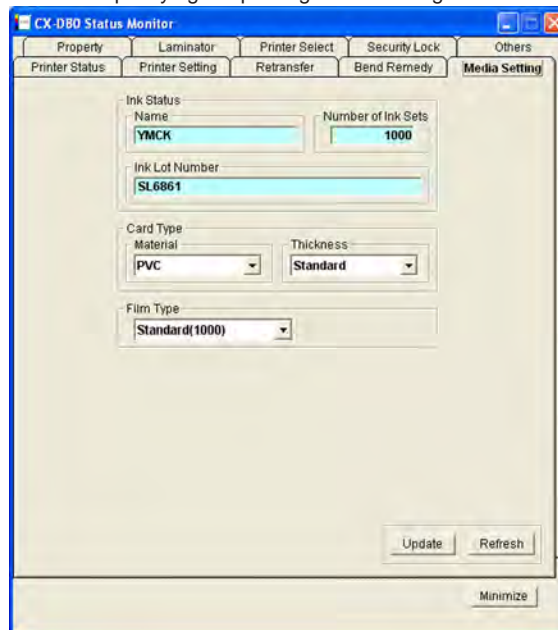 CX-D80 Status Monitor
Property Laminator Printer Select Security Lock Others
Printer Status Printer Setting Retransfer Bend Remedy Media Setting
Ink Status
Name Number of Ink Sets
YMCK 1000
Ink Lot Number
SL6861
Card Type
Material Thickness
PVC Standard
Film Type
Standard(1000)
Update Refresh
Minimize